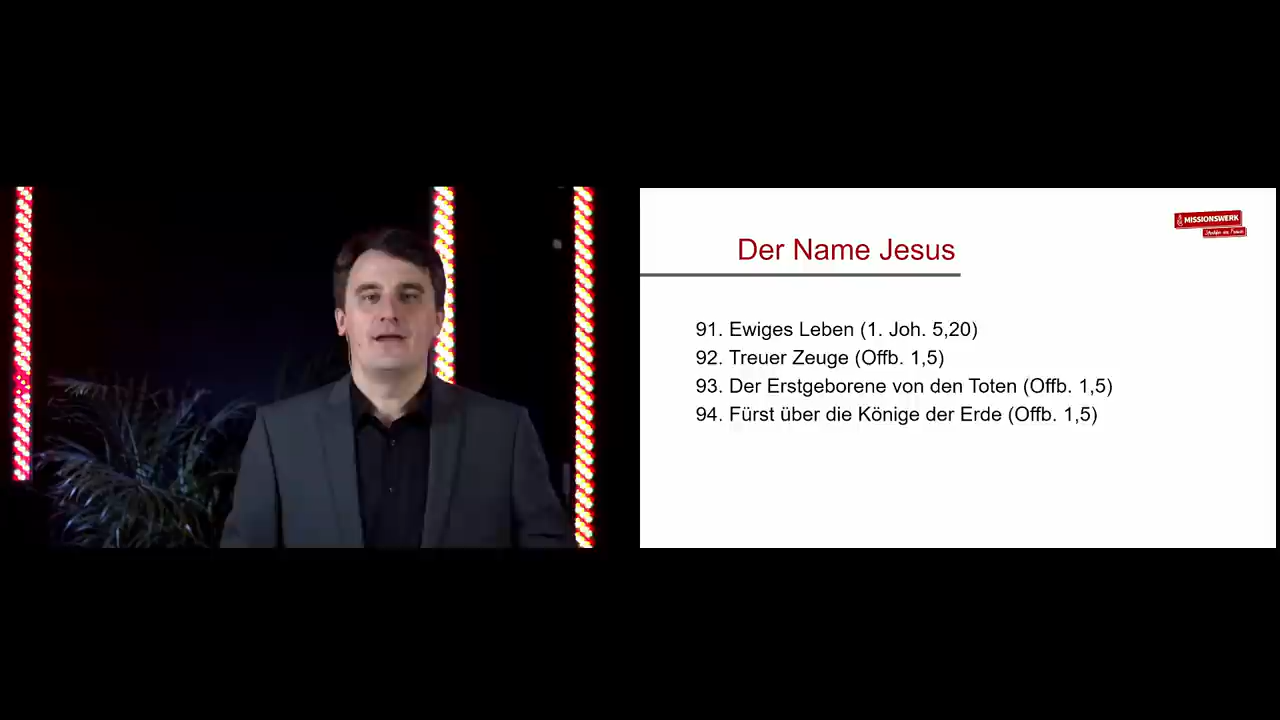 MISSIONSWERK
Der Name Jesus
91. Ewiges Leben (1. Joh. 5,20)
92. Treuer Zeuge (Offb. 1,5)
93. Der Erstgeborene von den Toten (Offb. 1,5)
94. Fürst über die Könige der Erde (Offb. 1,5)